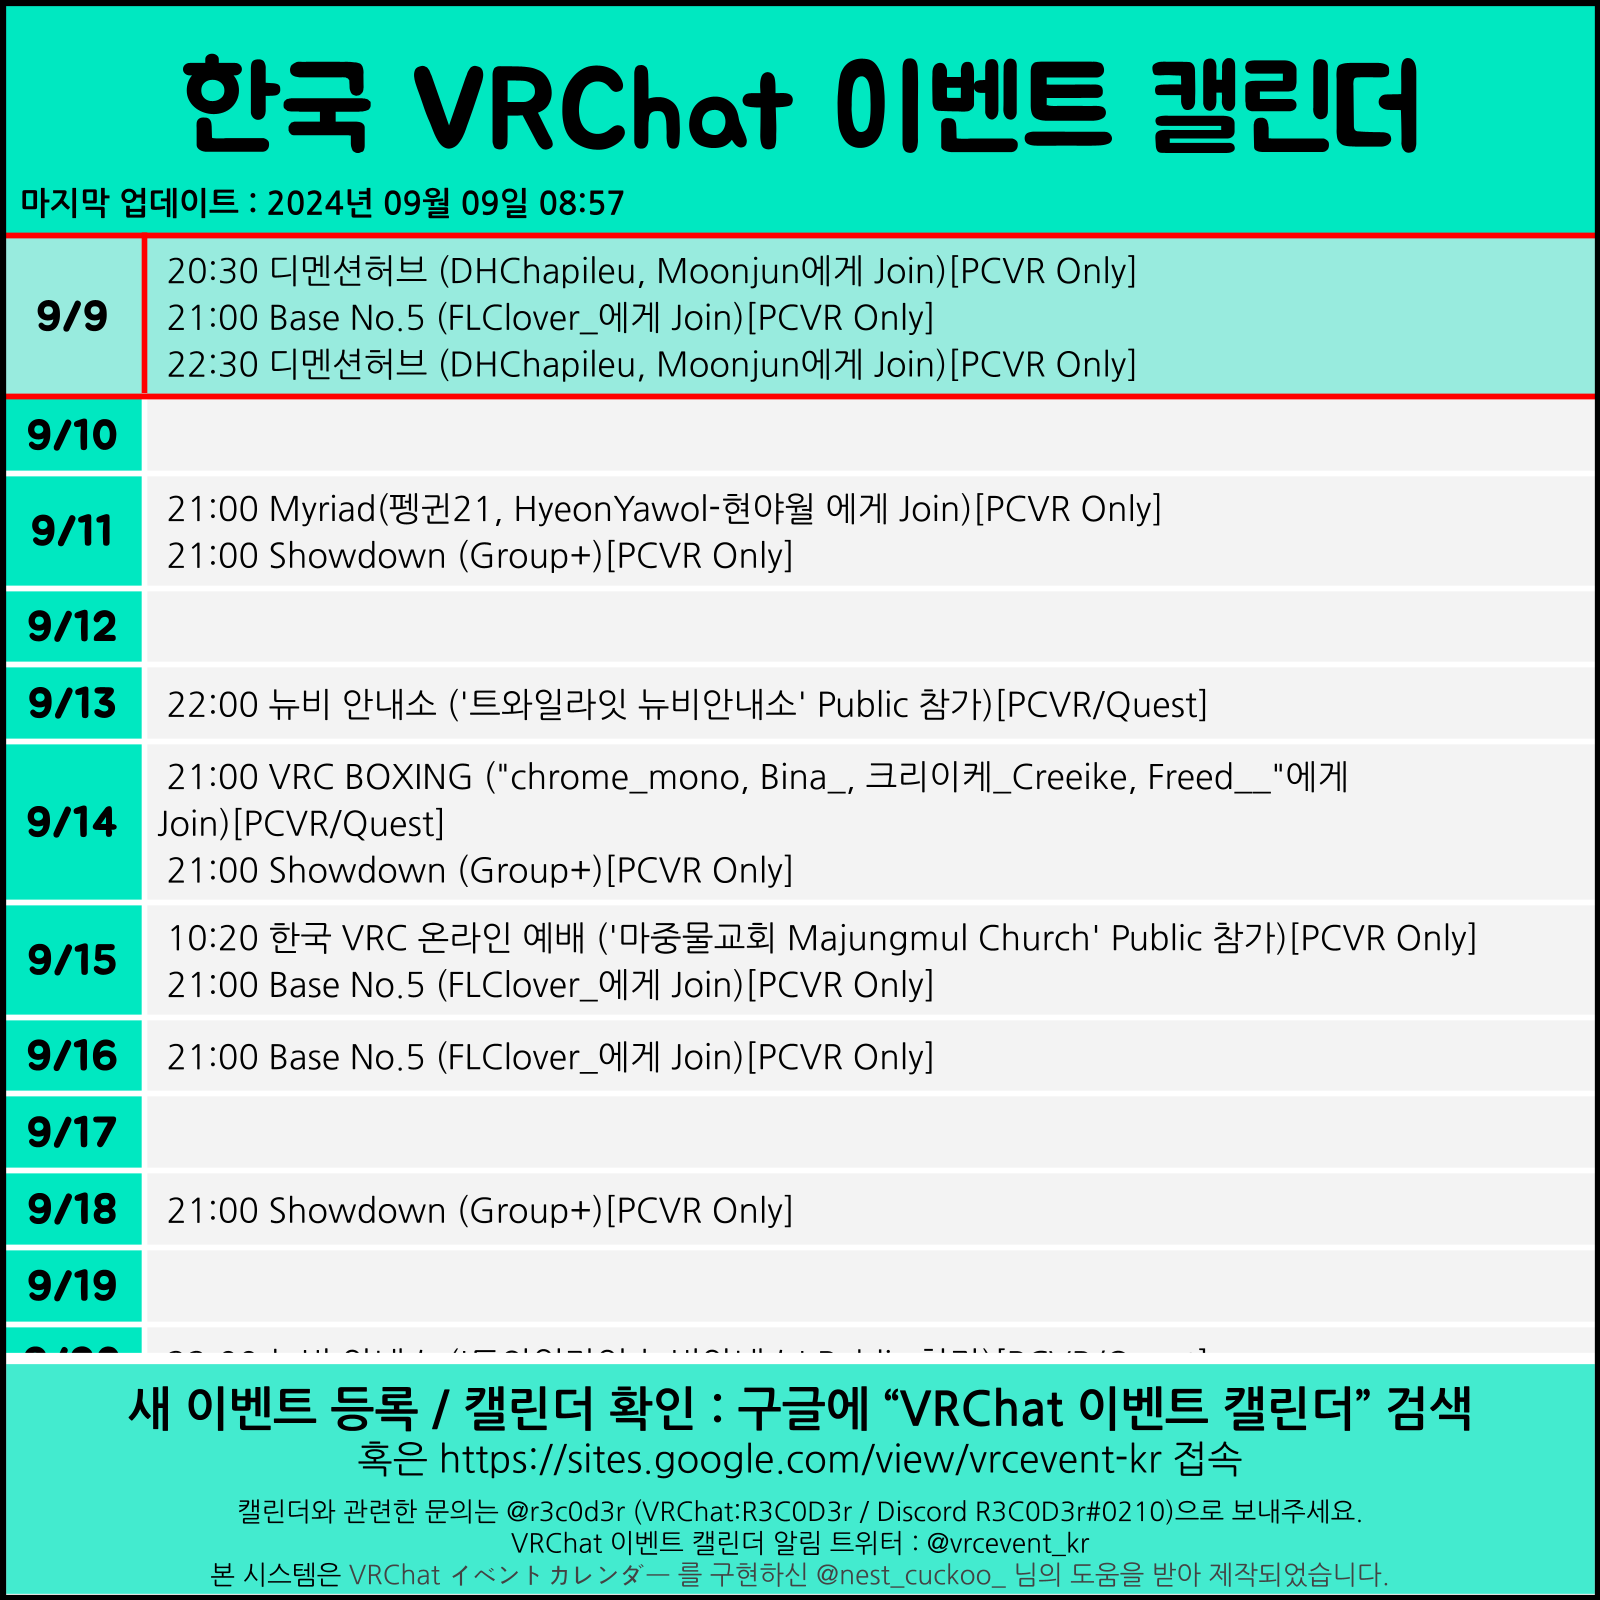 한국 VRChat 이벤트 캘린더
마지막 업데이트 : 2024년 09월 09일 08:57
9/9
20:30 디멘션허브 (DHChapileu, Moonjun에게 Join)[PCVR Only]
21:00 Base No.5 (FLClover_에게 Join)[PCVR Only]
22:30 디멘션허브 (DHChapileu, Moonjun에게 Join)[PCVR Only]
9/10
9/11
21:00 Myriad(펭귄21, HyeonYawol-현야월 에게 Join)[PCVR Only]
21:00 Showdown (Group+)[PCVR Only]
9/12
9/13
22:00 뉴비 안내소 ('트와일라잇 뉴비안내소' Public 참가)[PCVR/Quest]
9/14
21:00 VRC BOXING ("chrome_mono, Bina_, 크리이케_Creeike, Freed__"에게
Join)[PCVR/Quest]
21:00 Showdown (Group+)[PCVR Only]
9/15
10:20 한국 VRC 온라인 예배 ('마중물교회 Majungmul Church' Public 참가)[PCVR Only]
21:00 Base No.5 (FLClover_에게 Join)[PCVR Only]
9/16
21:00 Base No.5 (FLClover_에게 Join)[PCVR Only]
9/17
9/18
21:00 Showdown (Group+)[PCVR Only]
9/19
새 이벤트 등록 / 캘린더 확인 : 구글에 “VRChat 이벤트 캘린더” 검색
혹은 https://sites.google.com/view/vrcevent-kr 접속
캘린더와 관련한 문의는 @r3c0d3r (VRChat:R3C0D3r / Discord R3C0D3r#0210)으로 보내주세요.
VRChat 이벤트 캘린더 알림 트위터 : @vrcevent_kr
본 시스템은 VRChat イベントカレンダー 를 구현하신 @nest_cuckoo_ 님의 도움을 받아 제작되었습니다.